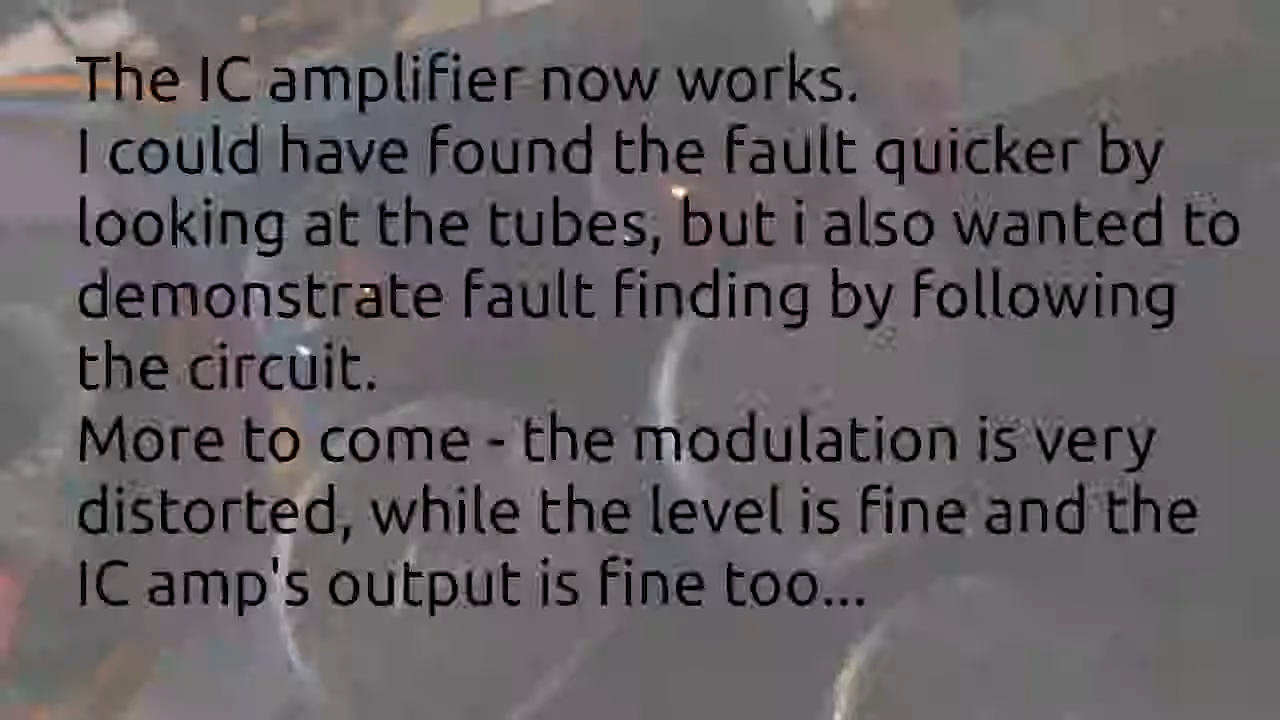 The IC amplifier now works.
I could have found the fault quicker by
looking at the tubes, but i also wanted to
demonstrate fault finding by following
the circuit.
More to come - the modulation is very
distorted, while the level is fine and the
IC amp's output is fine too...